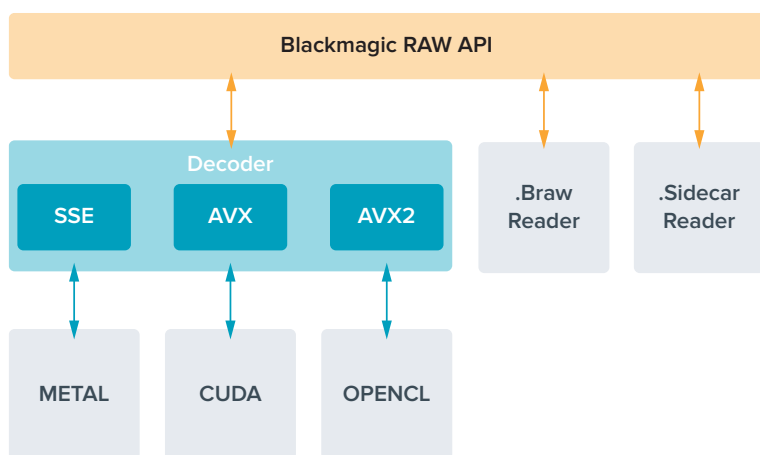 Blackmagic RAW API
Decoder
SSE
AVX
AVX2
.Braw
Reader
.Sidecar
Reader
METAL
CUDA
OPENCL